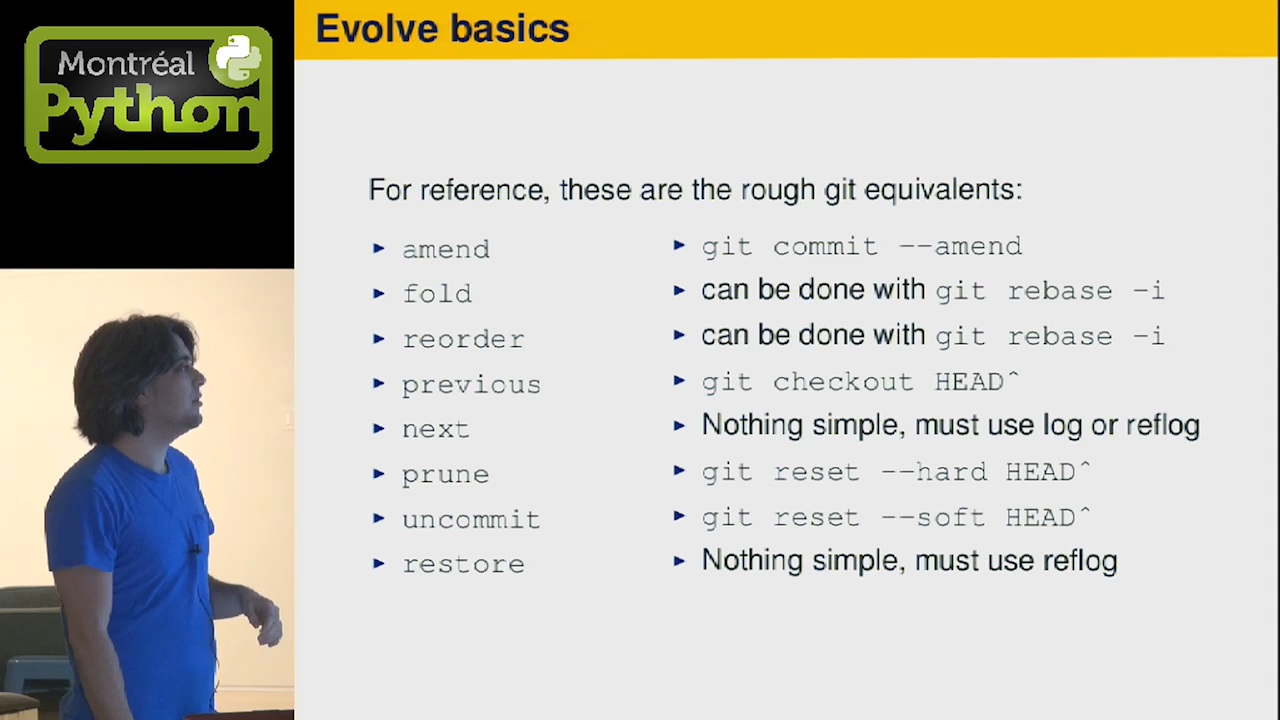 Montréal
Python
Evolve basics
For reference, these are the rough git equivalents:
▸ amend ▸ git commit --amend
▸ fold ▸ can be done with git rebase -i
▸ reorder ▸ can be done with git rebase -i
▸ previous ▸ git checkout HEAD^
▸ next ▸ Nothing simple, must use log or reflog
▸ prune ▸ git reset --hard HEAD^
▸ uncommit ▸ git reset --soft HEAD^
▸ restore ▸ Nothing simple, must use reflog